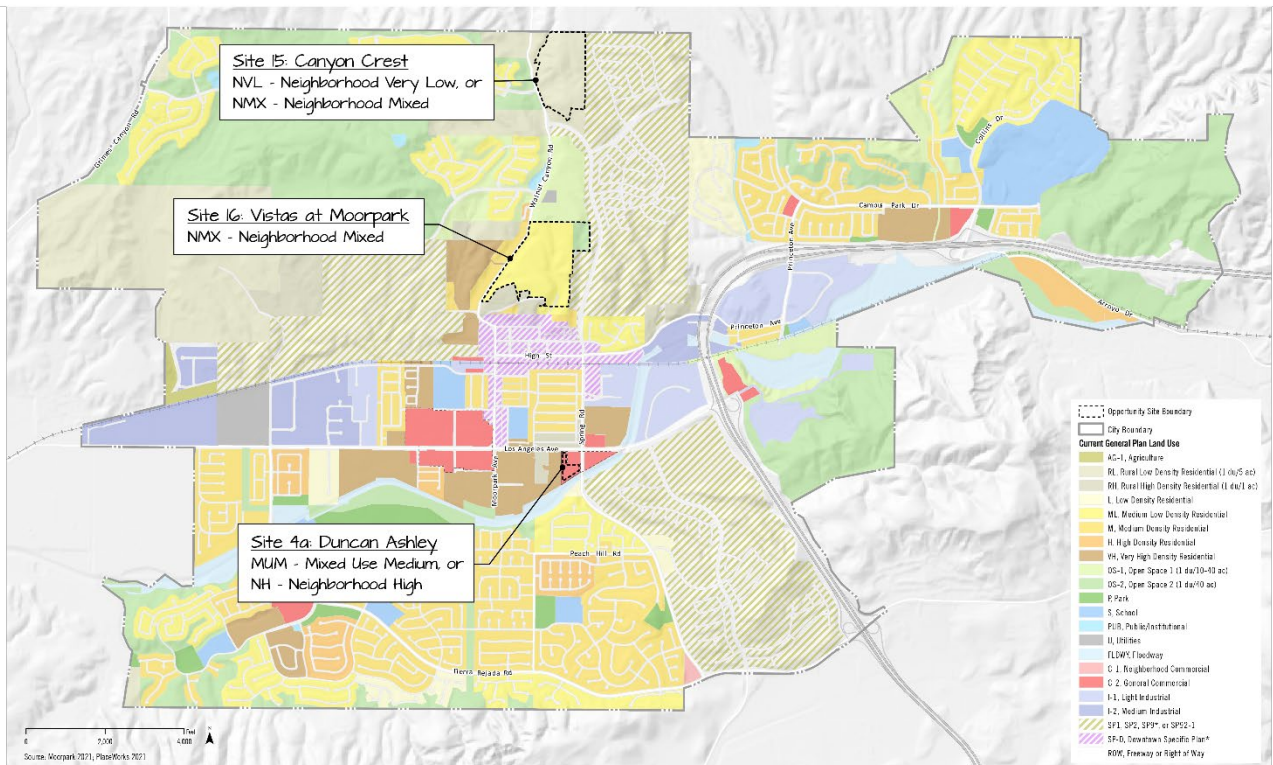 Site 15: Canyon Crest
NVL - Neighborhood Very Low, or
NMX - Neighborhood Mixed
Grimes Canyon Rd
Walnut Canyon Rd
Collins Dr
Site 16: Vistas at Moorpark
NMX - Neighborhood Mixed
Campus Park Dr
Princeton Ave
Princeton Ave
Arroyo Dr
High St
Spring Rd
Los Angeles Ave
Moorpark Ave
Site 4a: Duncan Ashley
MUM - Mixed Use Medium, or
NH - Neighborhood High
Peach Hill Rd
Tierra Rejada Rd
Opportunity Site Boundary
City Boundary
Current General Plan Land Use
AG-1, Agriculture
RL, Rural Low Density Residential (1 du/5 ac)
RH, Rural High Density Residential (1 du/1 ac)
L, Low Density Residential
ML, Medium Low Density Residential
M, Medium Density Residential
H, High Density Residential
VH, Very High Density Residential
OS-1, Open Space 1 (1 du/10-40 ac)
OS-2, Open Space 2 (1 du/40 ac)
P, Park
S, School
PUB, Public/Institutional
U, Utilities
FLDWY, Floodway
C-1, Neighborhood Commercial
C-2, General Commercial
I-1, Light Industrial
I-2, Medium Industrial
SP1, SP2, SP9*, or SP92-1
SP-D, Downtown Specific Plan*
ROW, Freeway or Right of Way
0 2,000 4,000 Feet
N
Source: Moorpark 2021; PlaceWorks 2021